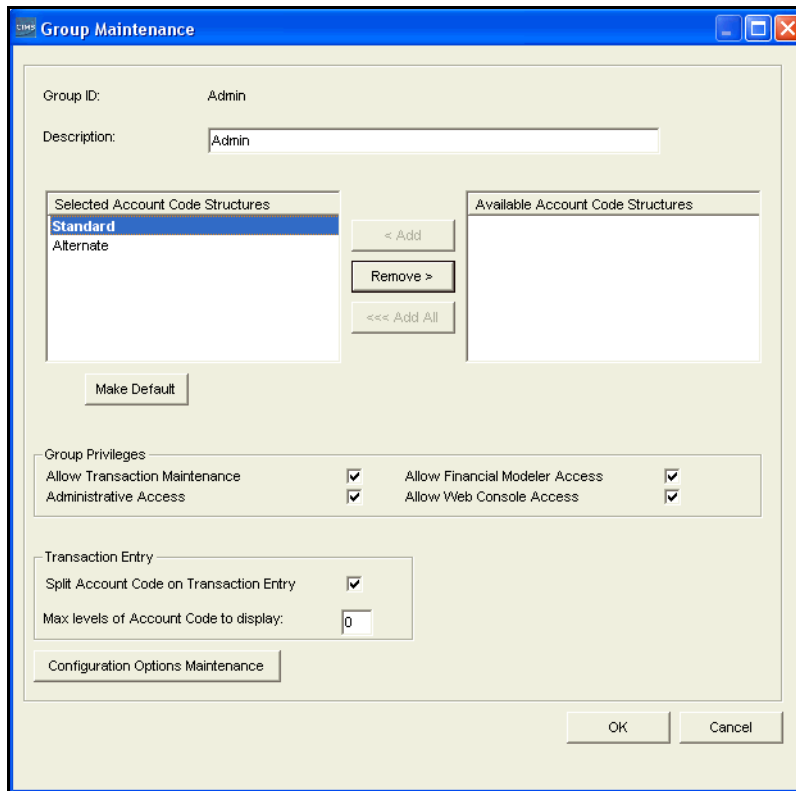 CIMS Group Maintenance
Group ID: Admin
Description: Admin
Selected Account Code Structures
Available Account Code Structures
Standard
Alternate
< Add
Remove >
<<< Add All
Make Default
Group Privileges
Allow Transaction Maintenance Allow Financial Modeler Access
Administrative Access Allow Web Console Access
Transaction Entry
Split Account Code on Transaction Entry
Max levels of Account Code to display: 0
Configuration Options Maintenance
OK Cancel